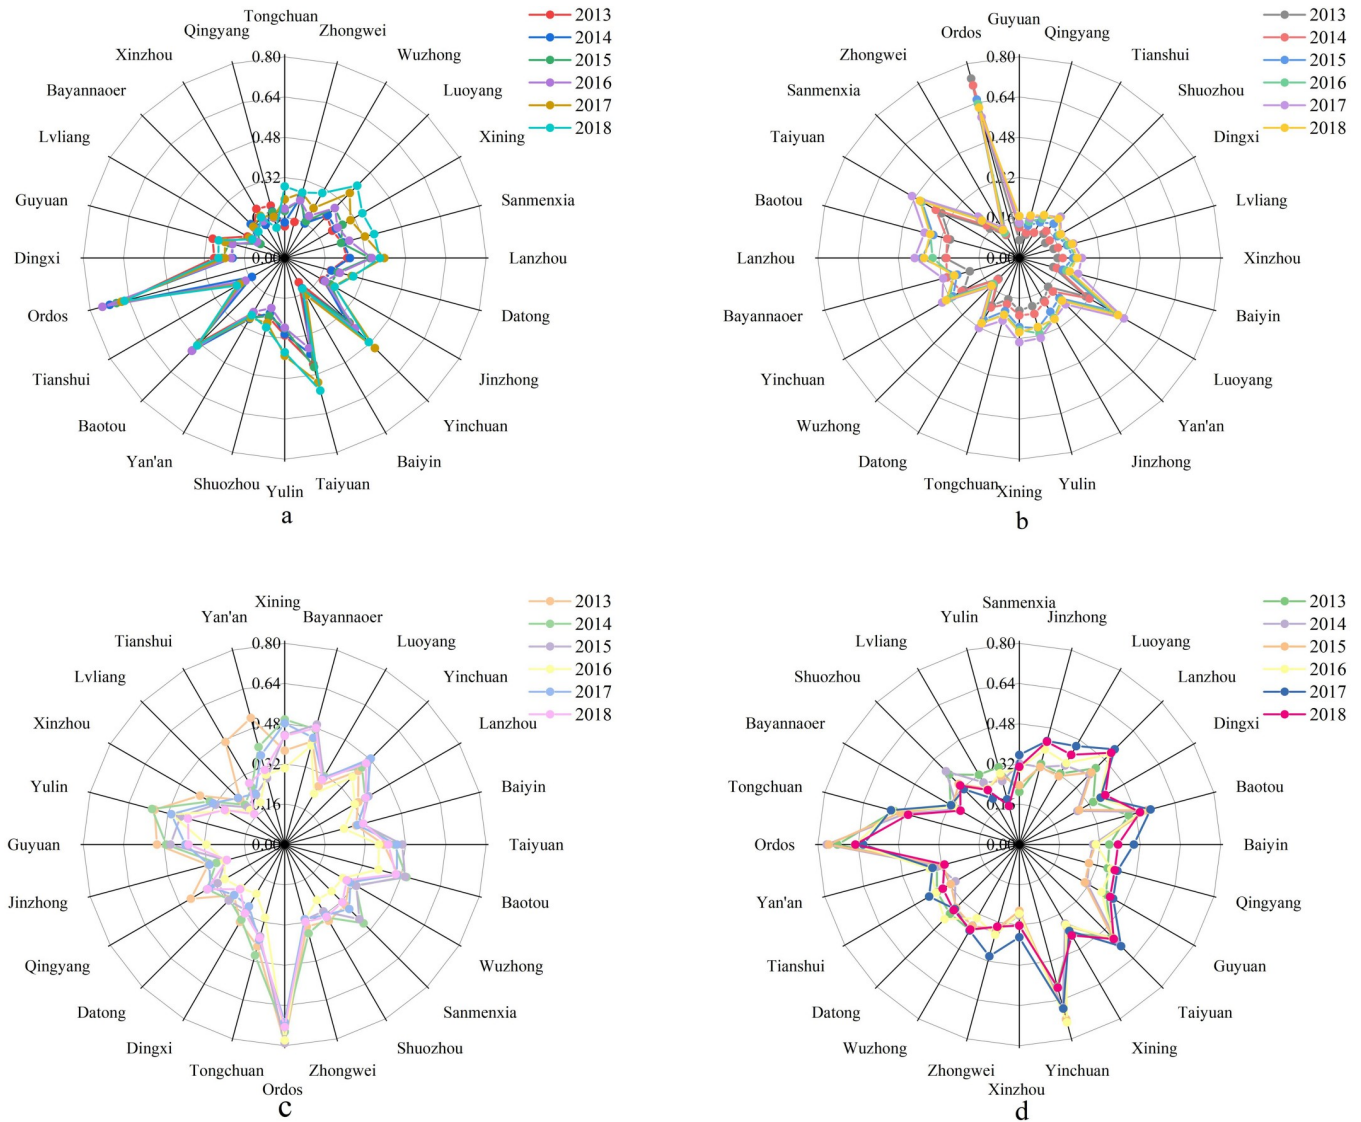 Tongchuan
Zhongwei
Wuzhong
Luoyang
Xining
Sanmenxia
Lanzhou
Datong
Jinzhong
Yinchuan
Baiyin
Taiyuan
Yulin
Shuozhou
Yan'an
Baotou
Tianshui
Ordos
Dingxi
Guyuan
Lvliang
Bayannaoer
Xinzhou
Qingyang
0.80
0.64
0.48
0.32
0.16
0.00
2013
2014
2015
2016
2017
2018
a
Guyuan
Qingyang
Tianshui
Shuozhou
Dingxi
Lvliang
Xinzhou
Baiyin
Luoyang
Yan'an
Jinzhong
Yulin
Xining
Tongchuan
Datong
Wuzhong
Yinchuan
Bayannaoer
Lanzhou
Baotou
Taiyuan
Sanmenxia
Zhongwei
Ordos
0.80
0.64
0.48
0.32
0.16
0.00
2013
2014
2015
2016
2017
2018
b
Xining
Bayannaoer
Luoyang
Yinchuan
Lanzhou
Baiyin
Taiyuan
Baotou
Wuzhong
Sanmenxia
Shuozhou
Zhongwei
Ordos
Tongchuan
Dingxi
Datong
Qingyang
Jinzhong
Guyuan
Yulin
Xinzhou
Lvliang
Tianshui
Yan'an
0.80
0.64
0.48
0.32
0.16
0.00
2013
2014
2015
2016
2017
2018
c
Sanmenxia
Jinzhong
Luoyang
Lanzhou
Dingxi
Baotou
Baiyin
Qingyang
Guyuan
Taiyuan
Xining
Yinchuan
Xinzhou
Zhongwei
Wuzhong
Datong
Tianshui
Yan'an
Ordos
Tongchuan
Bayannaoer
Shuozhou
Lvliang
Yulin
0.80
0.64
0.48
0.32
0.16
0.00
2013
2014
2015
2016
2017
2018
d